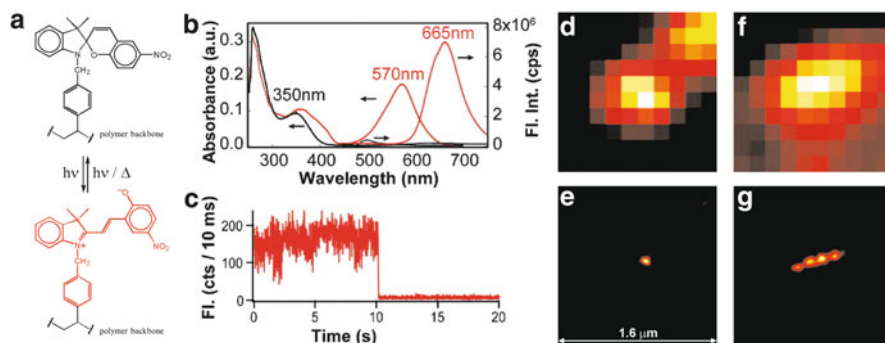 a
N
O
NO₂
CH₂
polymer backbone
hν
hν / Δ
⁻O
N⁺
NO₂
CH₂
polymer backbone
b
Absorbance (a.u.)
0.3
0.2
0.1
0.0
350nm
570nm
665nm
8x10⁶
6
4
2
0
Fl. Int. (cps)
300
400
500
600
700
Wavelength (nm)
c
Fl. (cts / 10 ms)
200
100
0
0
5
10
15
20
Time (s)
d
f
e
1.6 μm
g